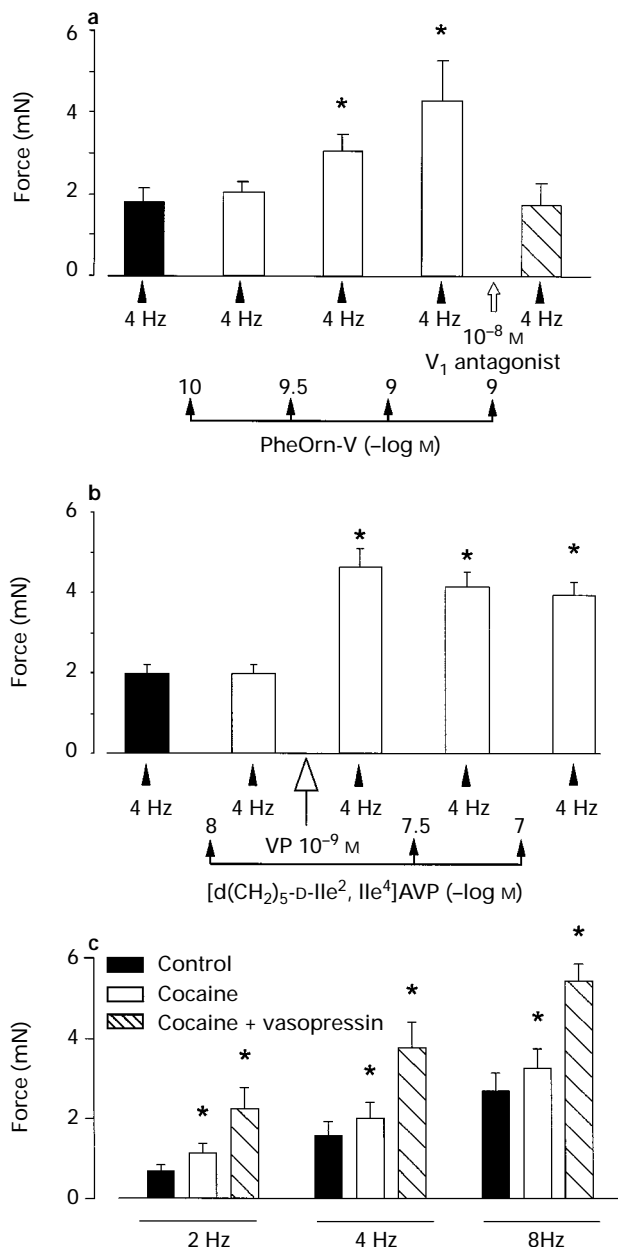 a
6
*
*
4
Force (mN)
2
0
4 Hz 4 Hz 4 Hz 4 Hz 4 Hz
10⁻⁸ M
V₁ antagonist
10 9.5 9 9
PheOrn-V (–log M)
b
6
*
*
*
4
Force (mN)
2
0
4 Hz 4 Hz 4 Hz 4 Hz 4 Hz
8 VP 10⁻⁹ M 7.5 7
[d(CH₂)₅-D-Ile², Ile⁴]AVP (–log M)
c
6
Control
Cocaine
Cocaine + vasopressin
* * * * * *
4
Force (mN)
2
0
2 Hz 4 Hz 8Hz